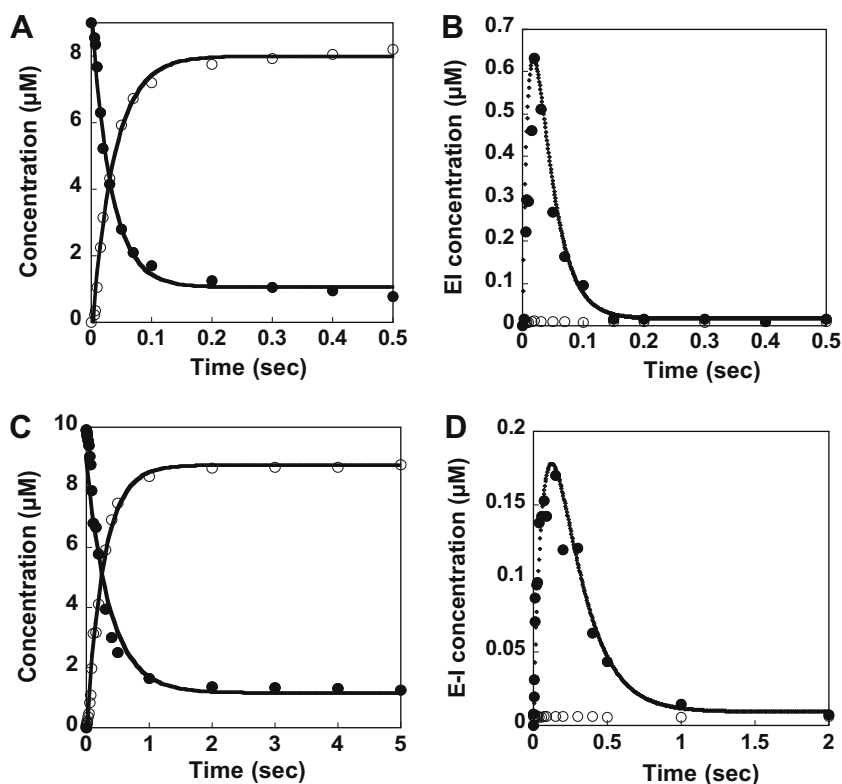 A
Concentration (µM)
8
6
4
2
0
0 0.1 0.2 0.3 0.4 0.5
Time (sec)
B
EI concentration (µM)
0.7
0.6
0.5
0.4
0.3
0.2
0.1
0
0 0.1 0.2 0.3 0.4 0.5
Time (sec)
C
Concentration (µM)
10
8
6
4
2
0
0 1 2 3 4 5
Time (sec)
D
E-I concentration (µM)
0.2
0.15
0.1
0.05
0
0 0.5 1 1.5 2
Time (sec)